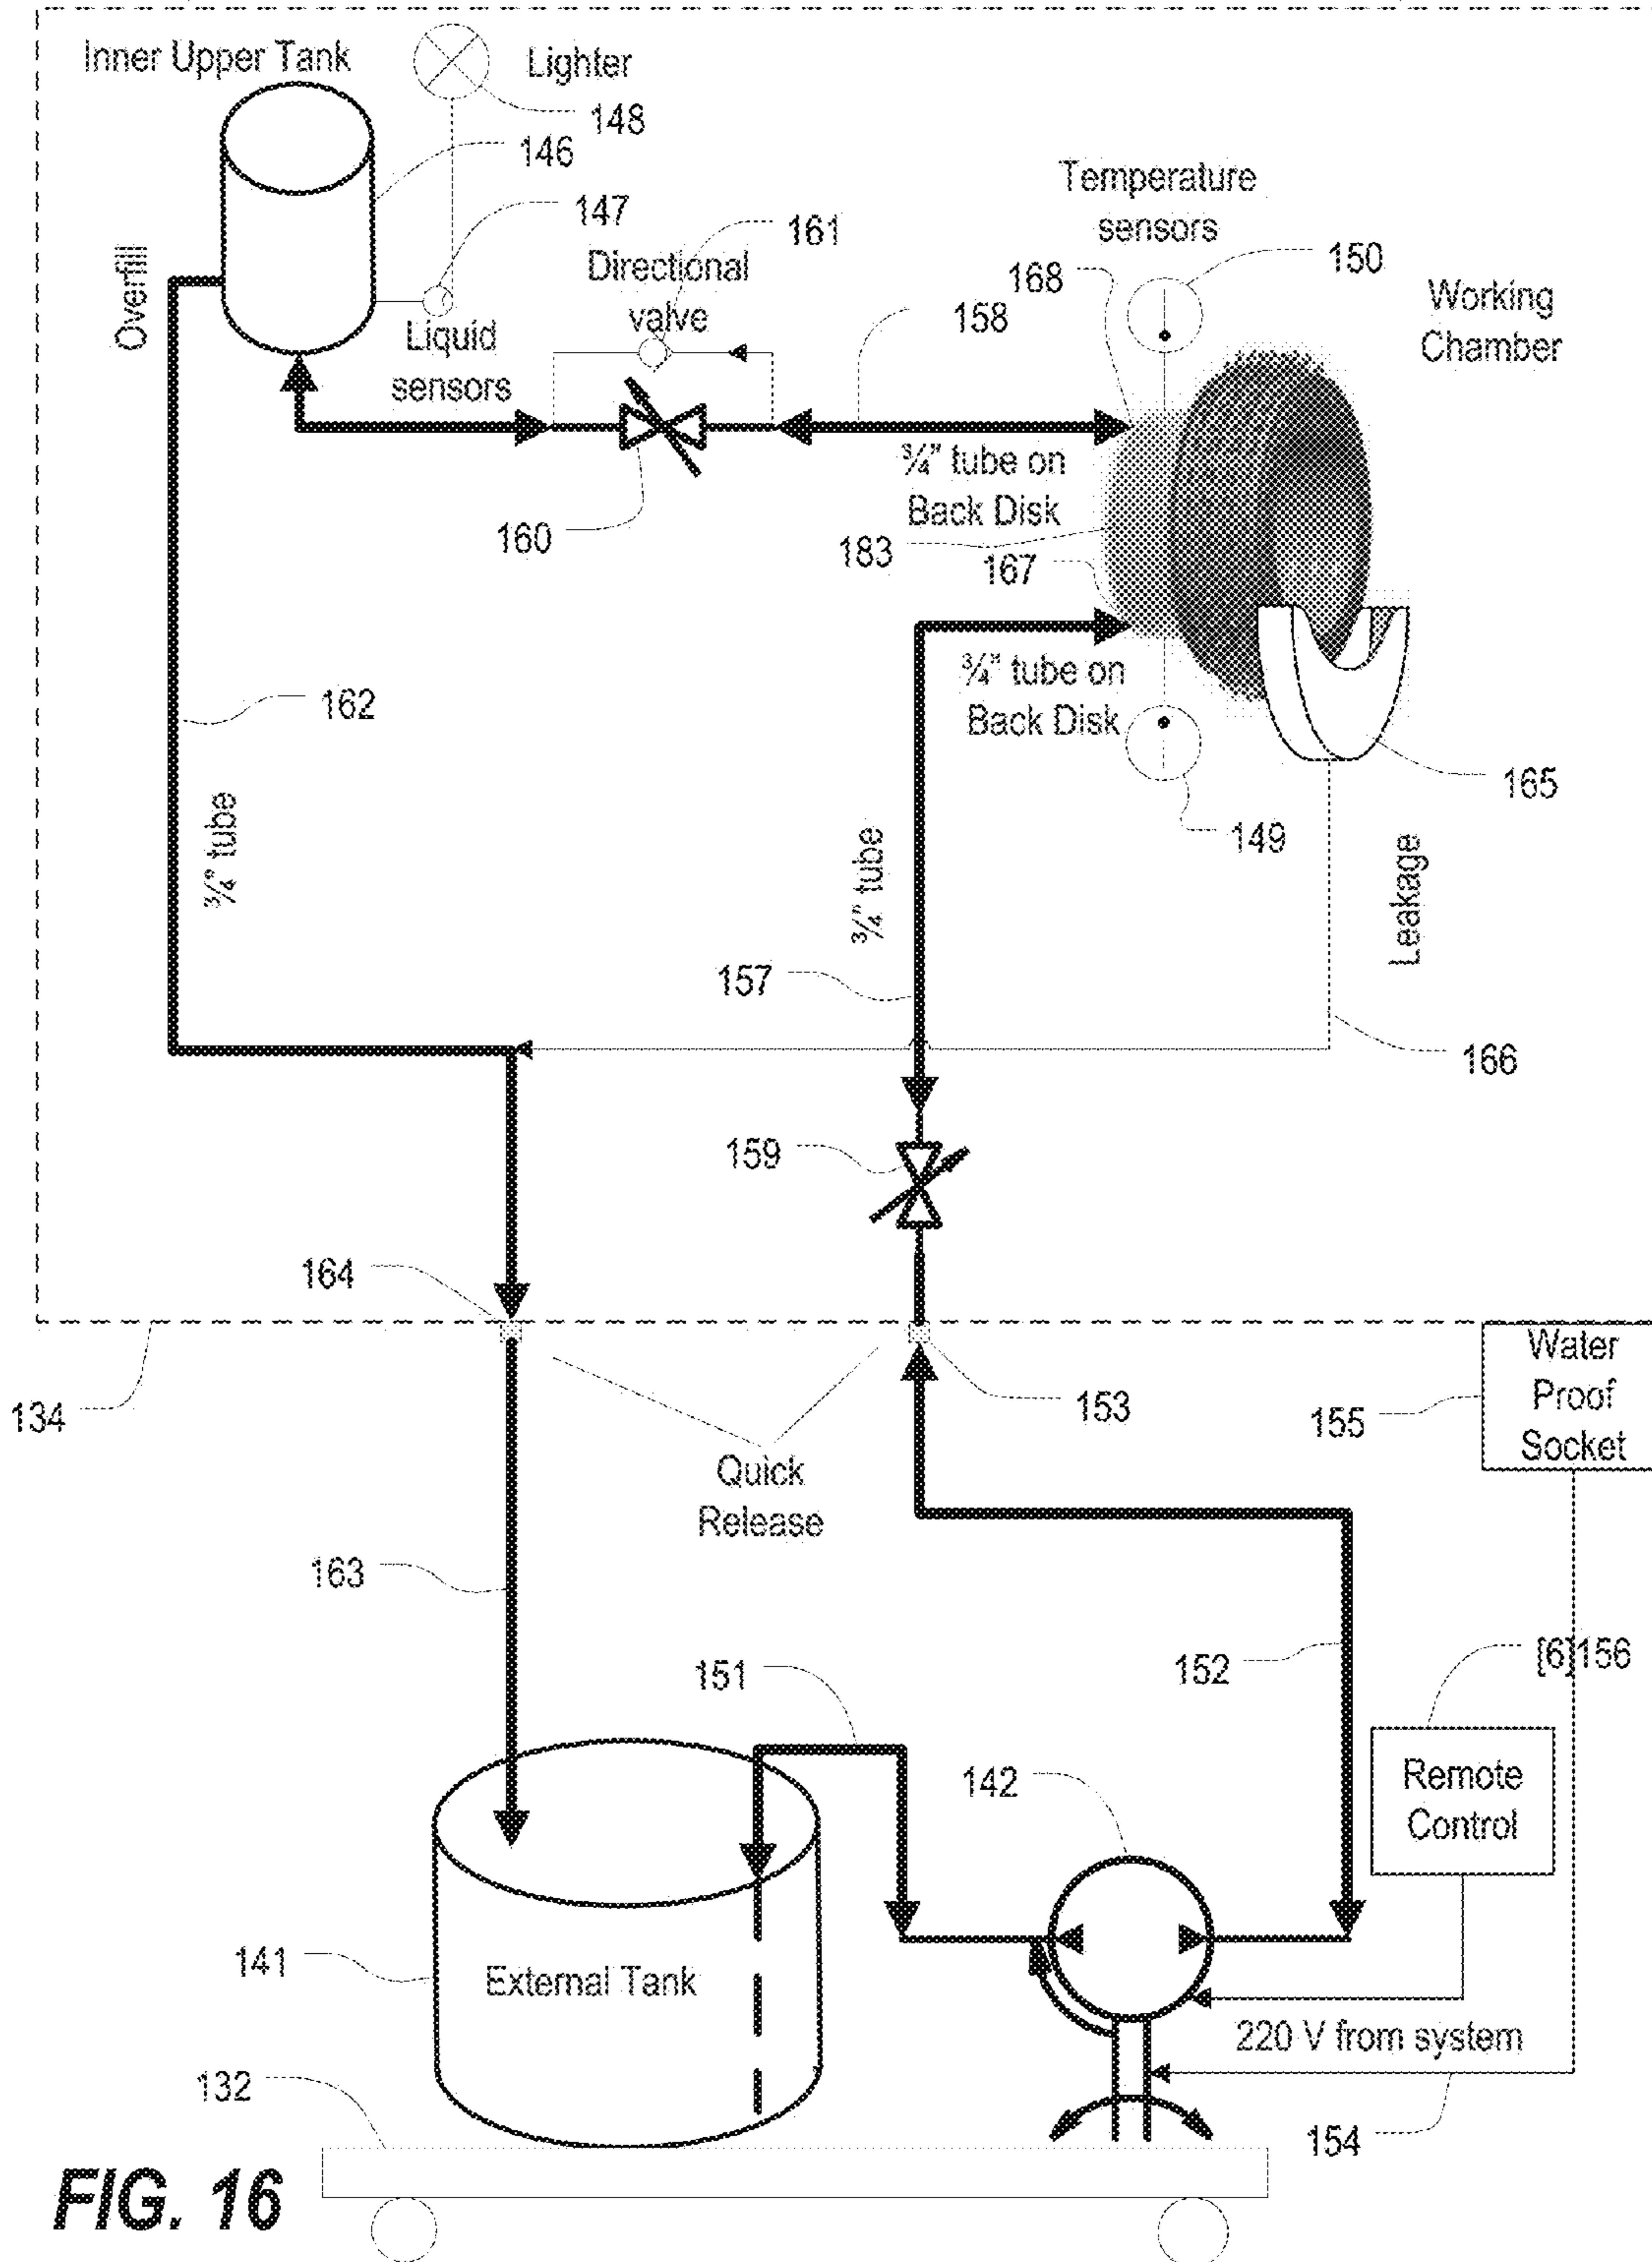 Inner Upper Tank
Lighter
148
146
147
Overfill
Liquid
sensors
Directional
valve
161
158
168
Temperature
sensors
150
Working
Chamber
¾" tube on
Back Disk
160
183
167
¾" tube on
Back Disk
162
165
149
¾" tube
¾" tube
Leakage
157
166
159
164
134
153
155
Water
Proof
Socket
Quick
Release
163
151
152
[6]156
142
Remote
Control
141
External Tank
220 V from system
132
154
FIG. 16